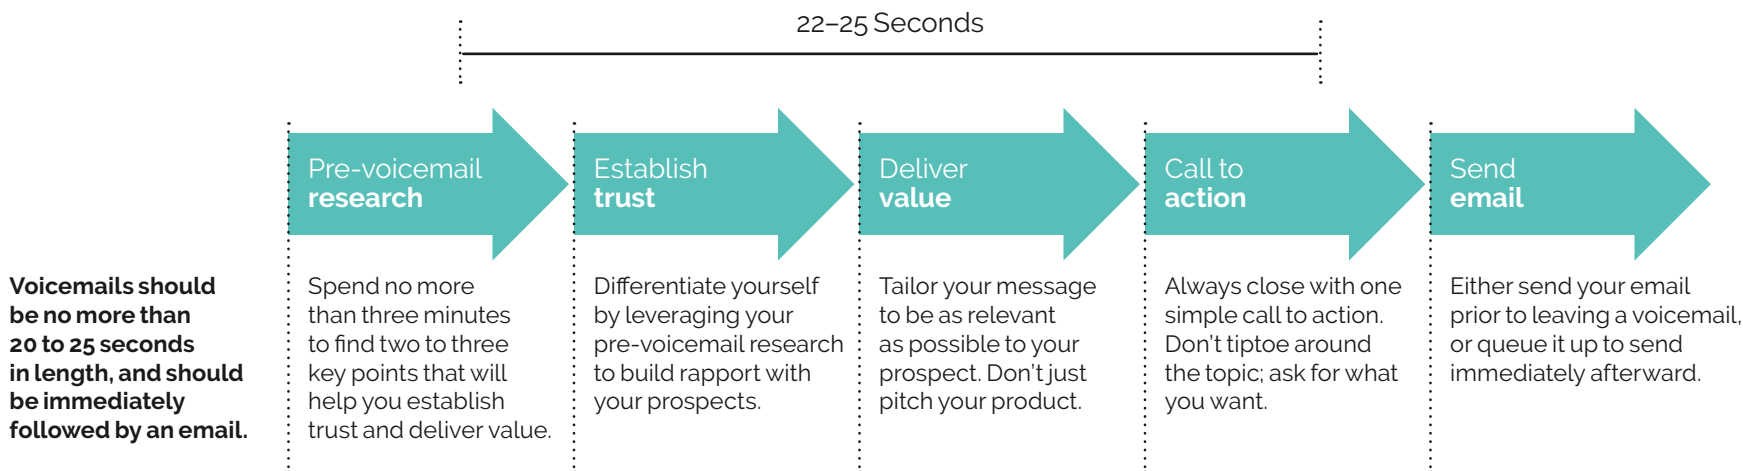 22–25 Seconds
Pre-voicemail
research
Establish
trust
Deliver
value
Call to
action
Send
email
Voicemails should
be no more than
20 to 25 seconds
in length, and should
be immediately
followed by an email.
Spend no more
than three minutes
to find two to three
key points that will
help you establish
trust and deliver value.
Differentiate yourself
by leveraging your
pre-voicemail research
to build rapport with
your prospects.
Tailor your message
to be as relevant
as possible to your
prospect. Don't just
pitch your product.
Always close with one
simple call to action.
Don't tiptoe around
the topic; ask for what
you want.
Either send your email
prior to leaving a voicemail,
or queue it up to send
immediately afterward.